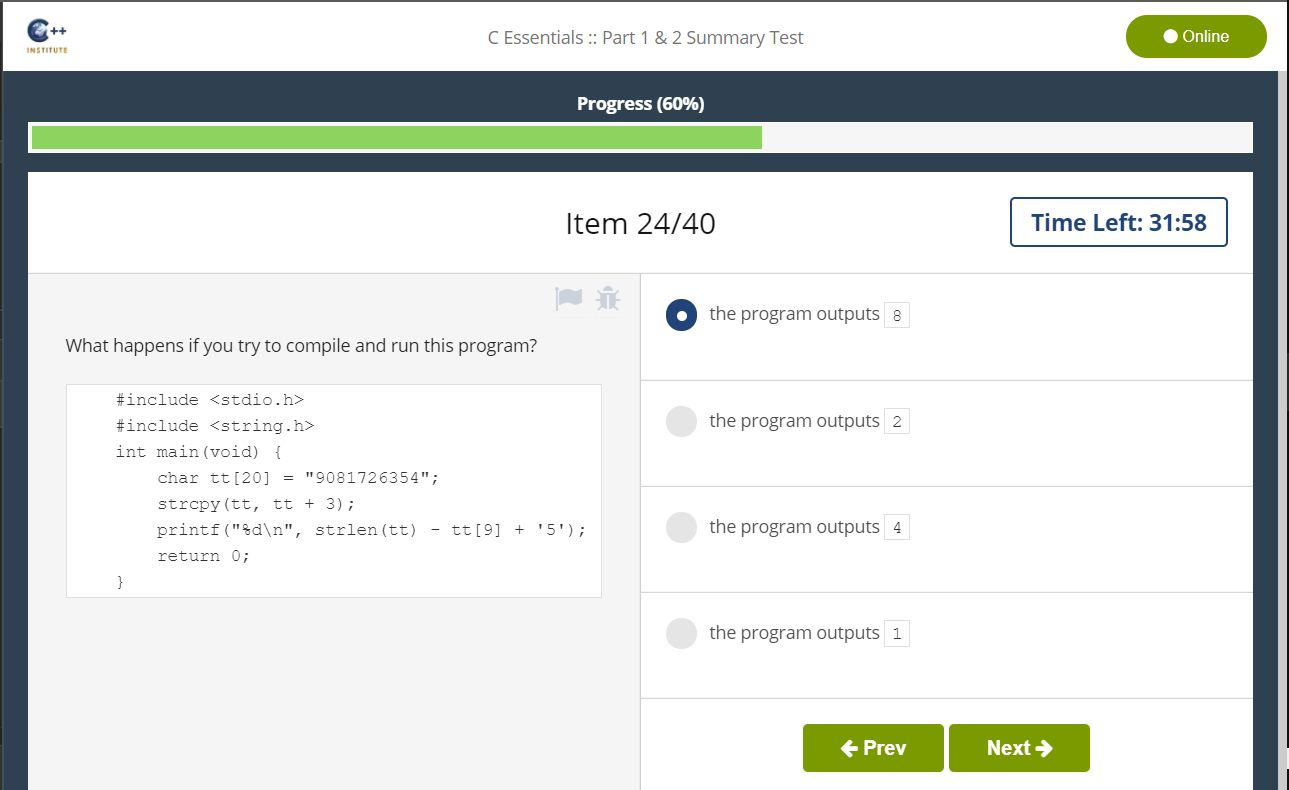 C++
INSTITUTE
C Essentials :: Part 1 & 2 Summary Test
Online
Progress (60%)
Item 24/40
Time Left: 31:58
What happens if you try to compile and run this program?
#include <stdio.h>
#include <string.h>
int main(void) {
    char tt[20] = "9081726354";
    strcpy(tt, tt + 3);
    printf("%d\n", strlen(tt) - tt[9] + '5');
    return 0;
}
the program outputs 8
the program outputs 2
the program outputs 4
the program outputs 1
Prev
Next